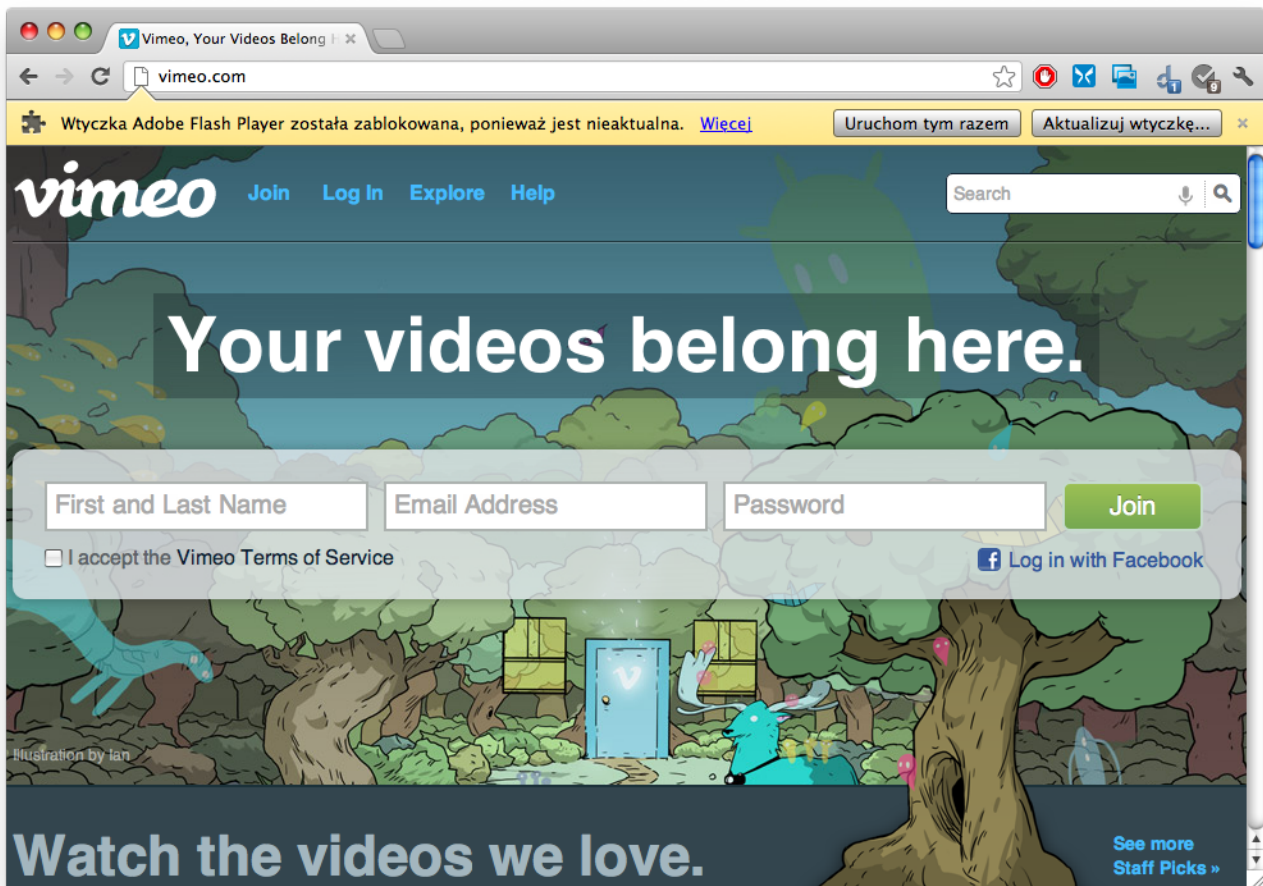 Vimeo, Your Videos Belong H
vimeo.com
1
9
Wtyczka Adobe Flash Player została zablokowana, ponieważ jest nieaktualna. Więcej
Uruchom tym razem
Aktualizuj wtyczkę...
vimeo
Join Log In Explore Help
Search
Your videos belong here.
First and Last Name
Email Address
Password
Join
I accept the Vimeo Terms of Service
Log in with Facebook
Illustration by Ian
Watch the videos we love.
See more
Staff Picks »